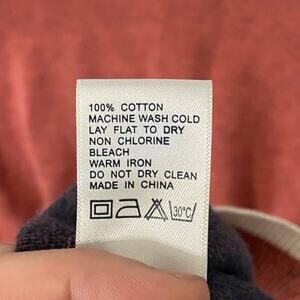 100% COTTON
MACHINE WASH COLD
LAY FLAT TO DRY
NON CHLORINE
BLEACH
WARM IRON
DO NOT DRY CLEAN
MADE IN CHINA
30°C